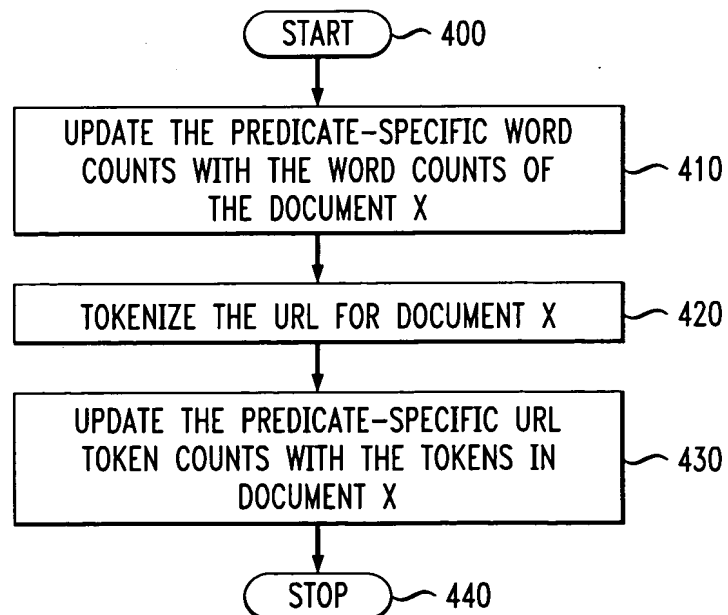 START 400
UPDATE THE PREDICATE-SPECIFIC WORD
COUNTS WITH THE WORD COUNTS OF
THE DOCUMENT X
410
TOKENIZE THE URL FOR DOCUMENT X 420
UPDATE THE PREDICATE-SPECIFIC URL
TOKEN COUNTS WITH THE TOKENS IN
DOCUMENT X
430
STOP 440